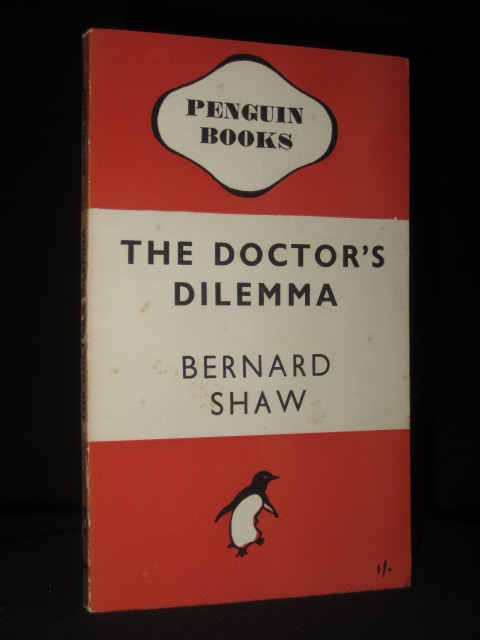 PENGUIN
BOOKS
THE DOCTOR'S
DILEMMA
BERNARD
SHAW
1/-